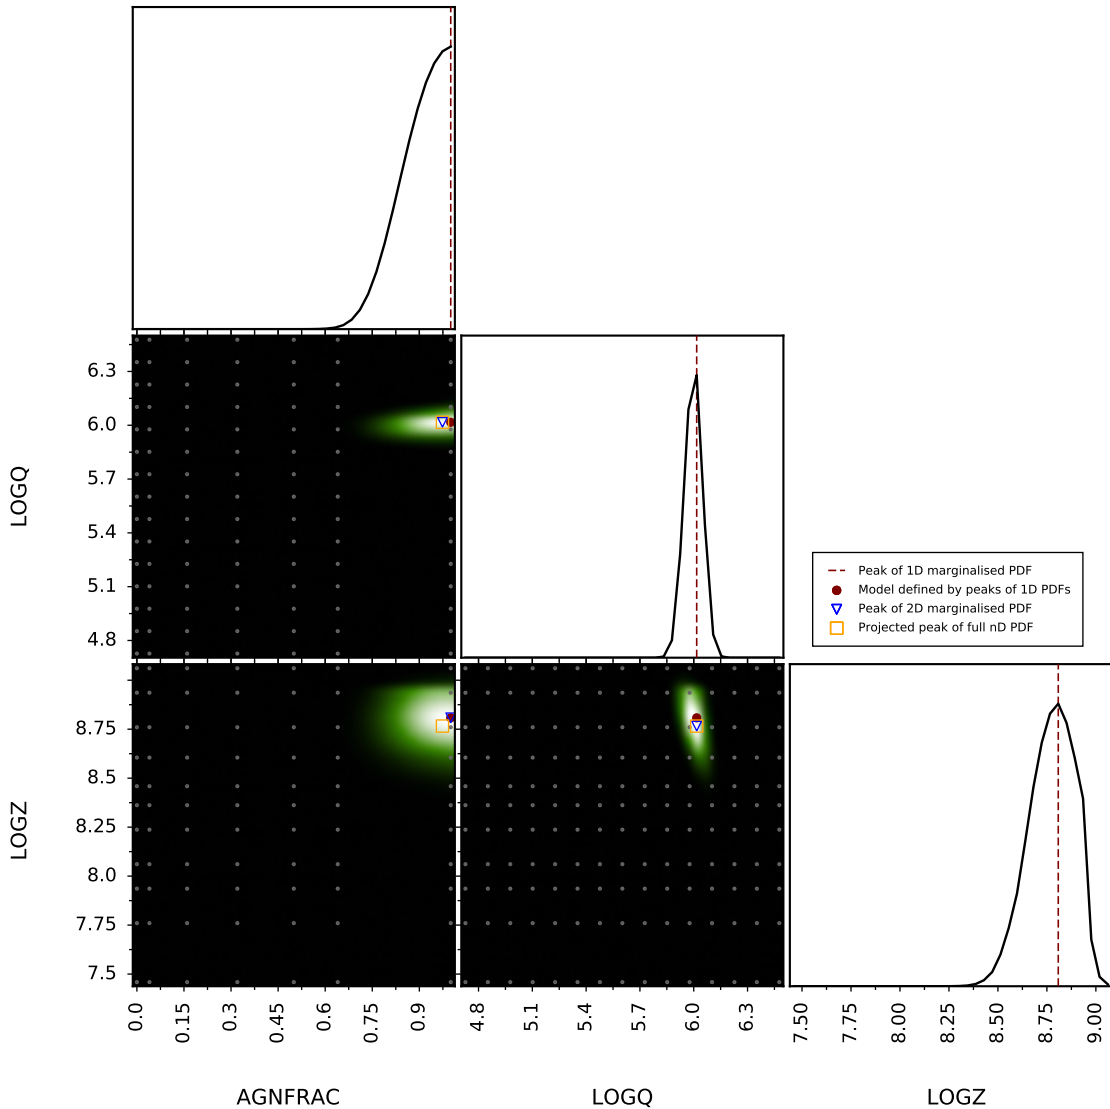 6.3
6.0
5.7
5.4
5.1
4.8
LOGQ
Peak of 1D marginalised PDF
Model defined by peaks of 1D PDFs
Peak of 2D marginalised PDF
Projected peak of full nD PDF
8.75
8.5
8.25
8.0
7.75
7.5
LOGZ
0.0 0.15 0.3 0.45 0.6 0.75 0.9
4.8 5.1 5.4 5.7 6.0 6.3
7.50 7.75 8.00 8.25 8.50 8.75 9.00
AGNFRAC
LOGQ
LOGZ